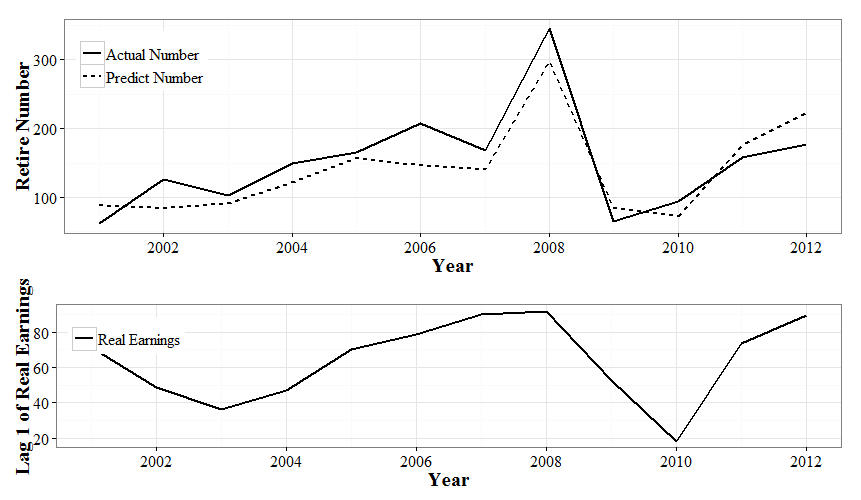 Retire Number
300
200
100
Actual Number
Predict Number
2002 2004 2006 2008 2010 2012
Year
Lag 1 of Real Earnings
80
60
40
20
Real Earnings
2002 2004 2006 2008 2010 2012
Year